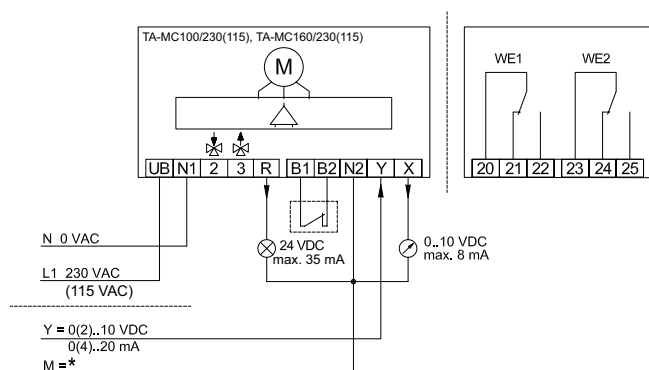 TA-MC100/230(115), TA-MC160/230(115)
M
WE1 WE2
UB N1 2 3 R B1 B2 N2 Y X
20 21 22 23 24 25
N 0 VAC
24 VDC
max. 35 mA
0..10 VDC
max. 8 mA
L1 230 VAC
(115 VAC)
Y = 0(2)..10 VDC
0(4)..20 mA
M = *